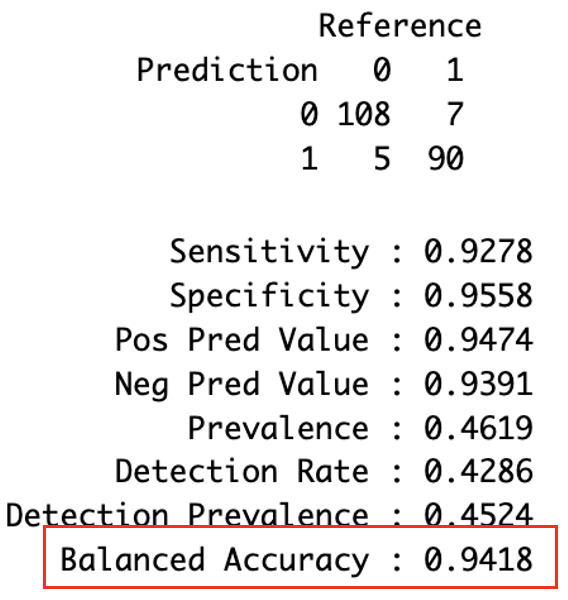 Reference
Prediction 0 1
0 108 7
1 5 90
Sensitivity : 0.9278
Specificity : 0.9558
Pos Pred Value : 0.9474
Neg Pred Value : 0.9391
Prevalence : 0.4619
Detection Rate : 0.4286
Detection Prevalence : 0.4524
Balanced Accuracy : 0.9418